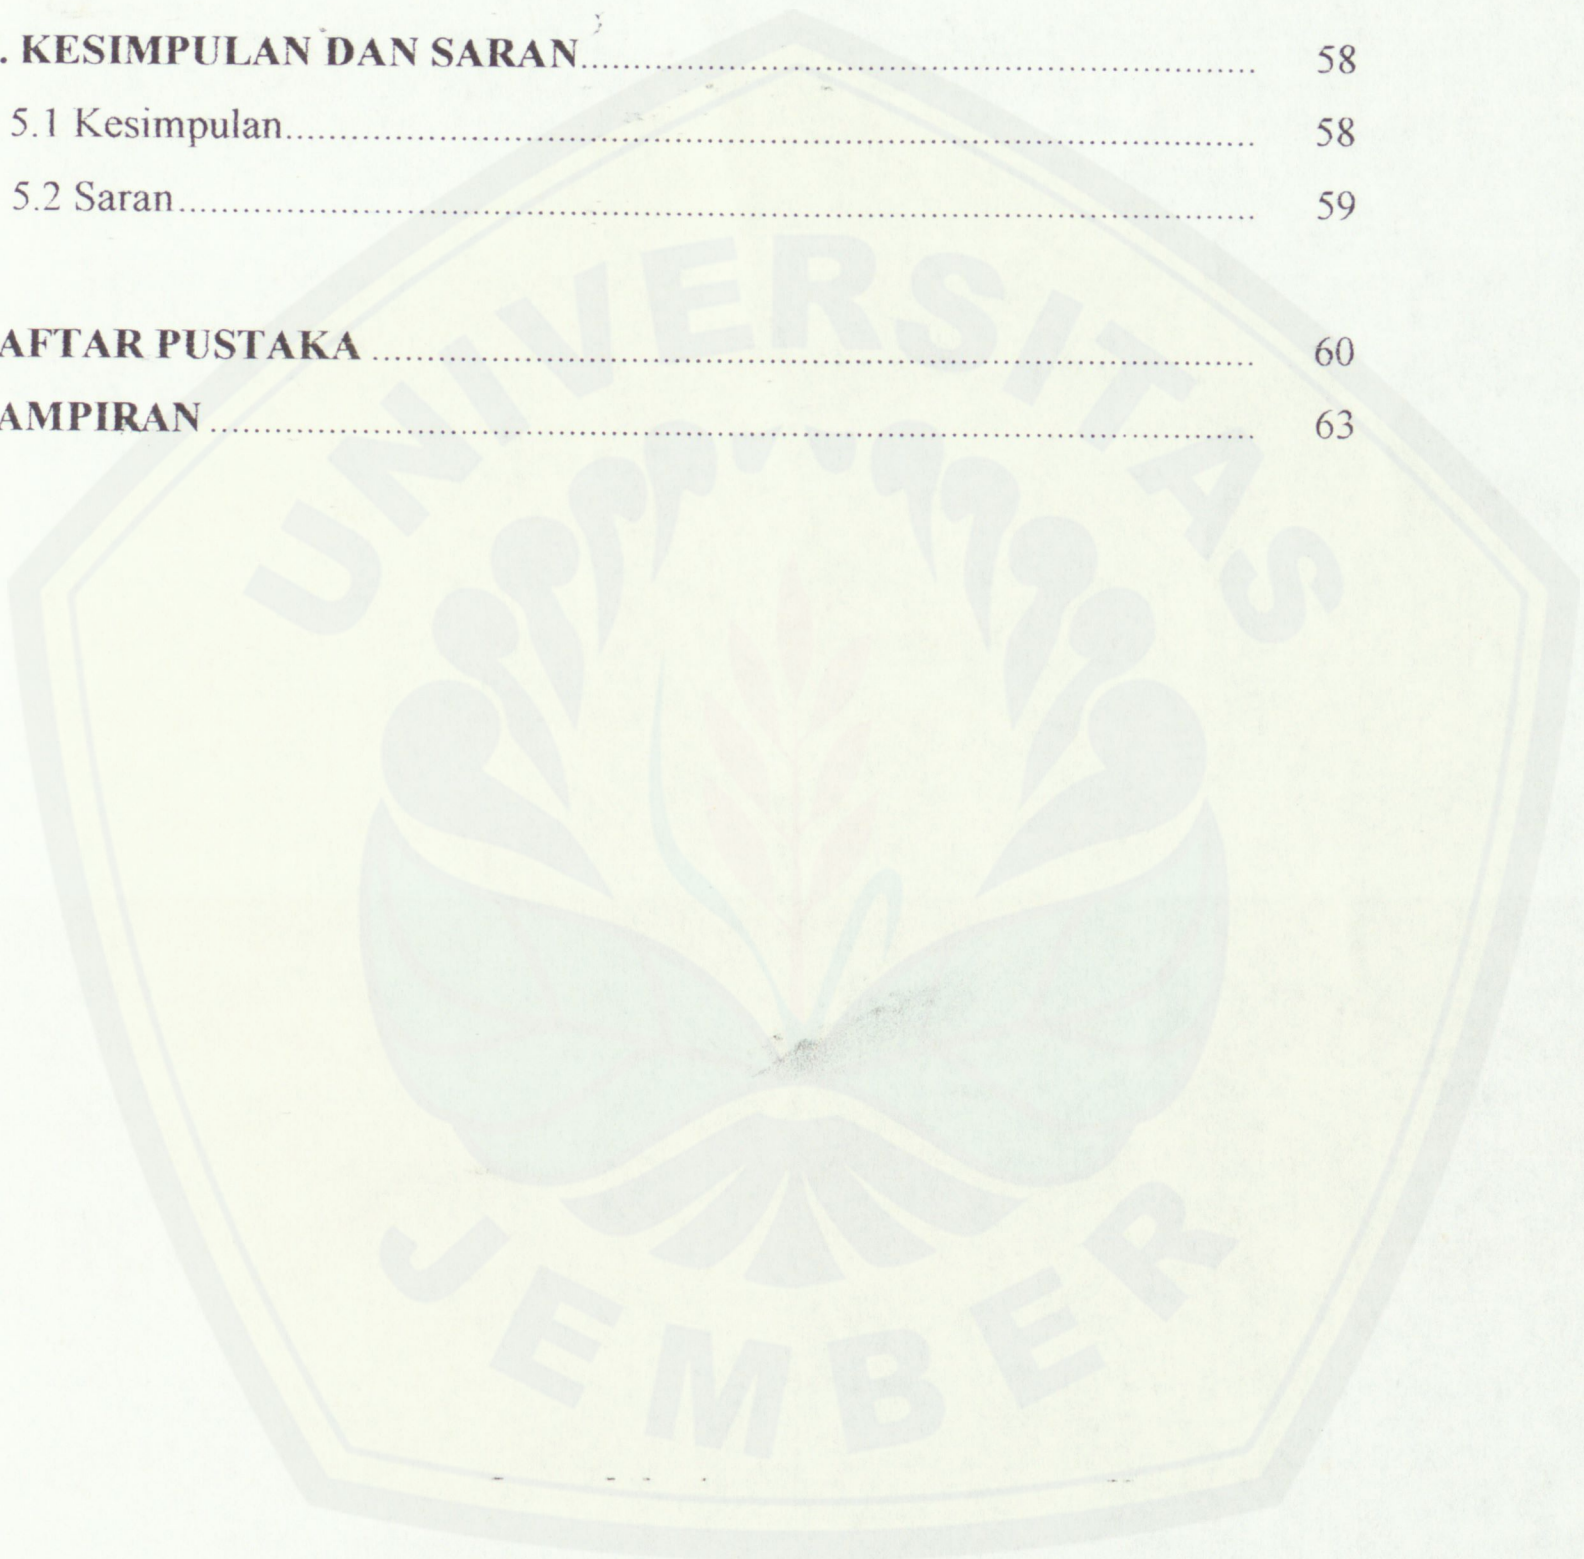 . KESIMPULAN DAN SARAN.......................................................... 58
5.1 Kesimpulan.......................................................... 58
5.2 Saran.......................................................... 59
AFTAR PUSTAKA .......................................................... 60
AMPIRAN .......................................................... 63
UNIVERSITAS
JEMBER